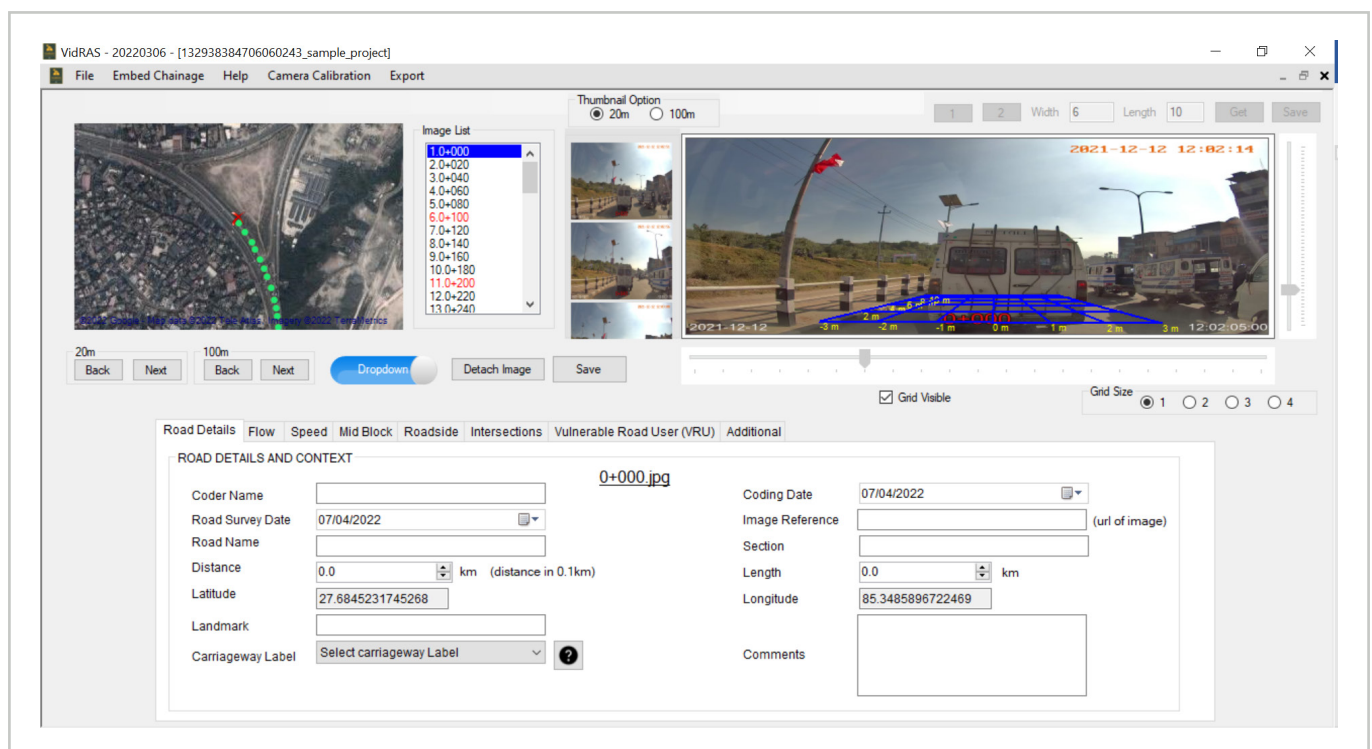 VidRAS - 20220306 - [132938384706060243_sample_project]
File Embed Chainage Help Camera Calibration Export
Thumbnail Option
20m 100m
1 2 Width 6 Length 10 Get Save
Image List
1.0+000
2.0+020
3.0+040
4.0+060
5.0+080
6.0+100
7.0+120
8.0+140
9.0+160
10.0+180
11.0+200
12.0+220
13.0+240
2021-12-12 12:02:14
2 m 4 m 6 m 8 m 10 m
0+000
-3 m -2 m -1 m 0 m 1 m 2 m 3 m
2021-12-12 12:02:05:00
20m
Back Next
100m
Back Next
Dropdown Detach Image Save
Grid Visible
Grid Size 1 2 3 4
Road Details Flow Speed Mid Block Roadside Intersections Vulnerable Road User (VRU) Additional
ROAD DETAILS AND CONTEXT
0+000.jpg
Coder Name
Coding Date 07/04/2022
Road Survey Date 07/04/2022
Image Reference (url of image)
Road Name
Section
Distance 0.0 km (distance in 0.1km)
Length 0.0 km
Latitude 27.6845231745268
Longitude 85.3485896722469
Landmark
Carriageway Label Select carriageway Label ?
Comments